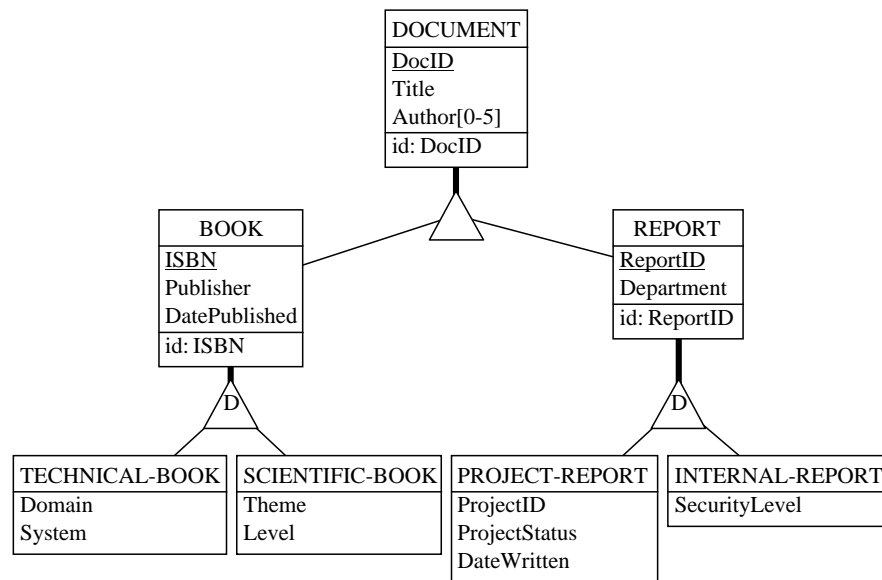 DOCUMENT
DocID
Title
Author[0-5]
id: DocID
BOOK
ISBN
Publisher
DatePublished
id: ISBN
REPORT
ReportID
Department
id: ReportID
D
D
TECHNICAL-BOOK
Domain
System
SCIENTIFIC-BOOK
Theme
Level
PROJECT-REPORT
ProjectID
ProjectStatus
DateWritten
INTERNAL-REPORT
SecurityLevel